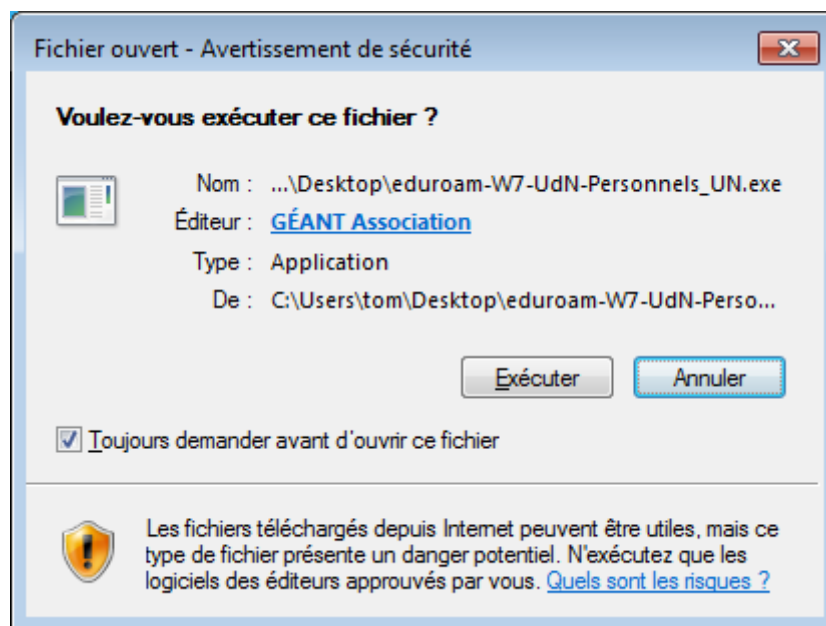 Fichier ouvert - Avertissement de sécurité
Voulez-vous exécuter ce fichier ?
Nom : ...\Desktop\eduroam-W7-UdN-Personnels_UN.exe
Éditeur : GÉANT Association
Type : Application
De : C:\Users\tom\Desktop\eduroam-W7-UdN-Perso...
Exécuter Annuler
Toujours demander avant d'ouvrir ce fichier
Les fichiers téléchargés depuis Internet peuvent être utiles, mais ce
type de fichier présente un danger potentiel. N'exécutez que les
logiciels des éditeurs approuvés par vous. Quels sont les risques ?